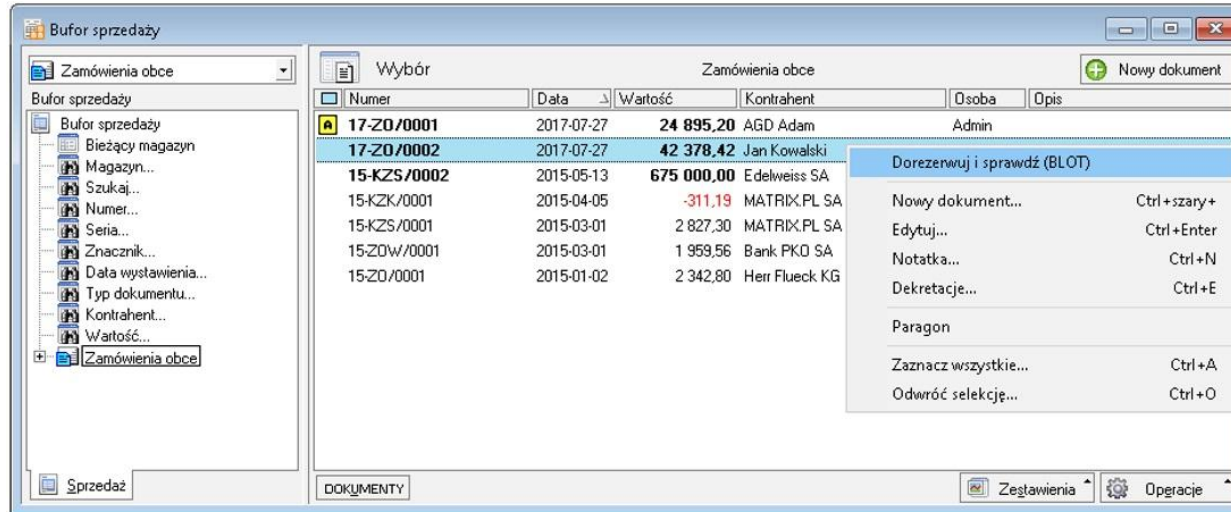 Bufor sprzedaży
Zamówienia obce
Bufor sprzedaży
Bufor sprzedaży
Bieżący magazyn
Magazyn...
Szukaj...
Numer...
Seria...
Znacznik...
Data wystawienia...
Typ dokumentu...
Kontrahent...
Wartość...
Zamówienia obce
Sprzedaż
Wybór Zamówienia obce Nowy dokument
Numer Data Wartość Kontrahent Osoba Opis
A 17-ZO/0001 2017-07-27 24 895,20 AGD Adam Admin
17-ZO/0002 2017-07-27 42 378,42 Jan Kowalski
15-KZS/0002 2015-05-13 675 000,00 Edelweiss SA
15-KZK/0001 2015-04-05 -311,19 MATRIX.PL SA
15-KZS/0001 2015-03-01 2 827,30 MATRIX.PL SA
15-ZOW/0001 2015-03-01 1 959,56 Bank PKO SA
15-ZO/0001 2015-01-02 2 342,80 Herr Flueck KG
Dorezerwuj i sprawdź (BLOT)
Nowy dokument... Ctrl+szary+
Edytuj... Ctrl+Enter
Notatka... Ctrl+N
Dekretacje... Ctrl+E
Paragon
Zaznacz wszystkie... Ctrl+A
Odwróć selekcję... Ctrl+O
DOKUMENTY Zestawienia Operacje